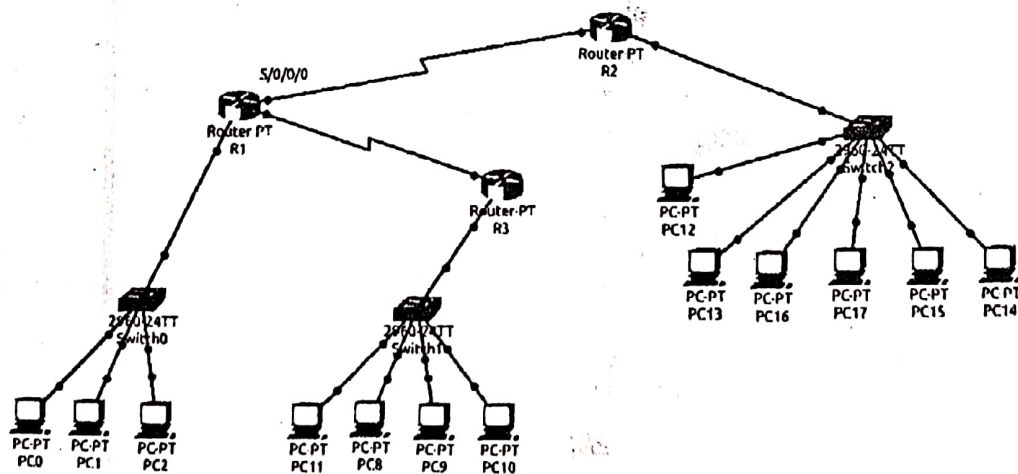 Router PT
R2
S/0/0/0
Router PT
R1
2960-24TT
Switch2
PC-PT
PC12
Router-PT
R3
PC-PT
PC13
PC-PT
PC16
PC-PT
PC17
PC-PT
PC15
PC PT
PC14
2960-24TT
Switch0
2960-24TT
Switch1
PC-PT
PC0
PC-PT
PC1
PC-PT
PC2
PC-PT
PC11
PC-PT
PC8
PC-PT
PC9
PC-PT
PC10